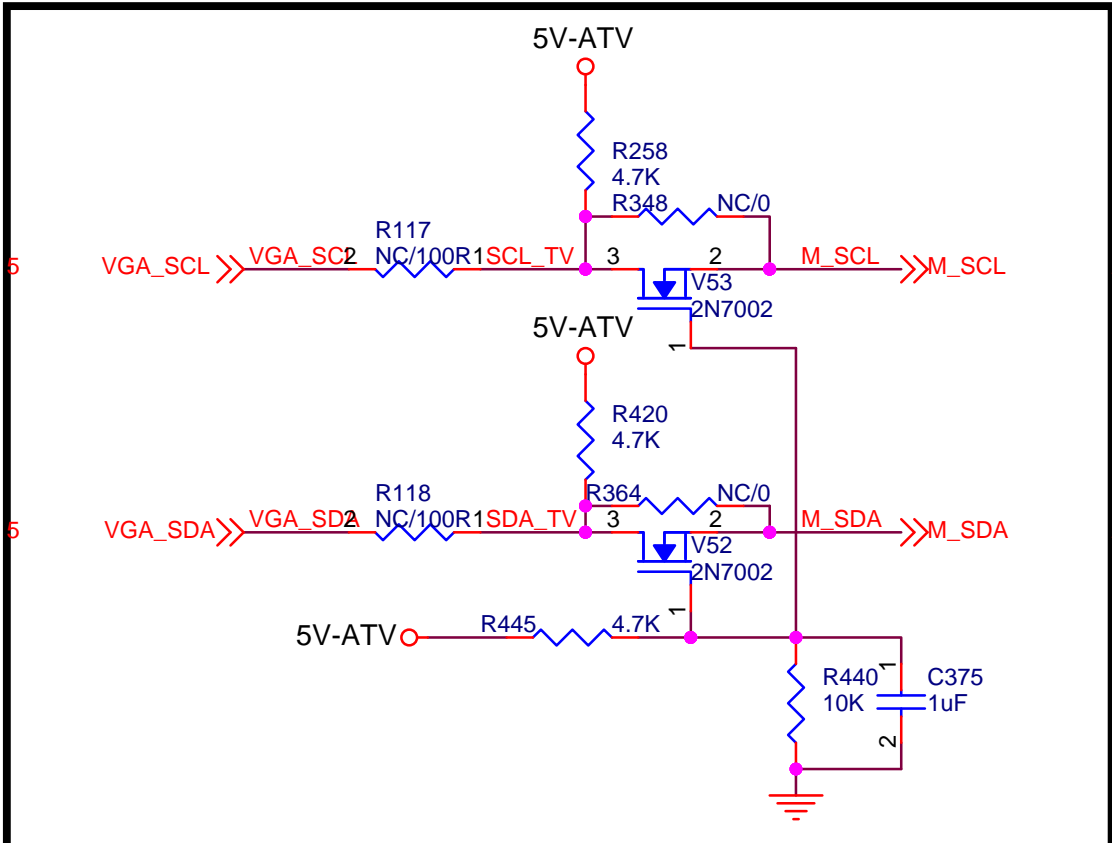 5V-ATV
R258
4.7K
R348 NC/0
R117
NC/100R
5 VGA_SCL VGA_SCL 2 1 SCL_TV 3 2 M_SCL M_SCL
V53
2N7002
1
5V-ATV
R420
4.7K
R364 NC/0
R118
NC/100R
5 VGA_SDA VGA_SDA 2 1 SDA_TV 3 2 M_SDA M_SDA
V52
2N7002
1
5V-ATV R445 4.7K
R440
10K
1
C375
1uF
2